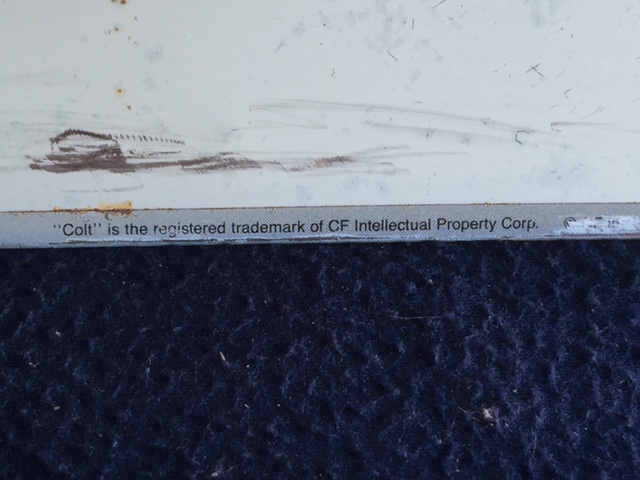 "Colt" is the registered trademark of CF Intellectual Property Corp. ©